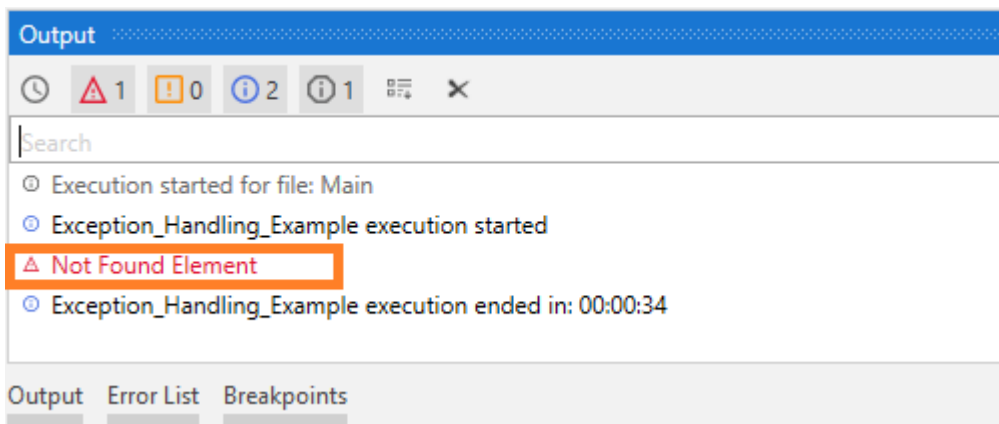 Output
1 0 2 1
Search
Execution started for file: Main
Exception_Handling_Example execution started
Not Found Element
Exception_Handling_Example execution ended in: 00:00:34
Output Error List Breakpoints